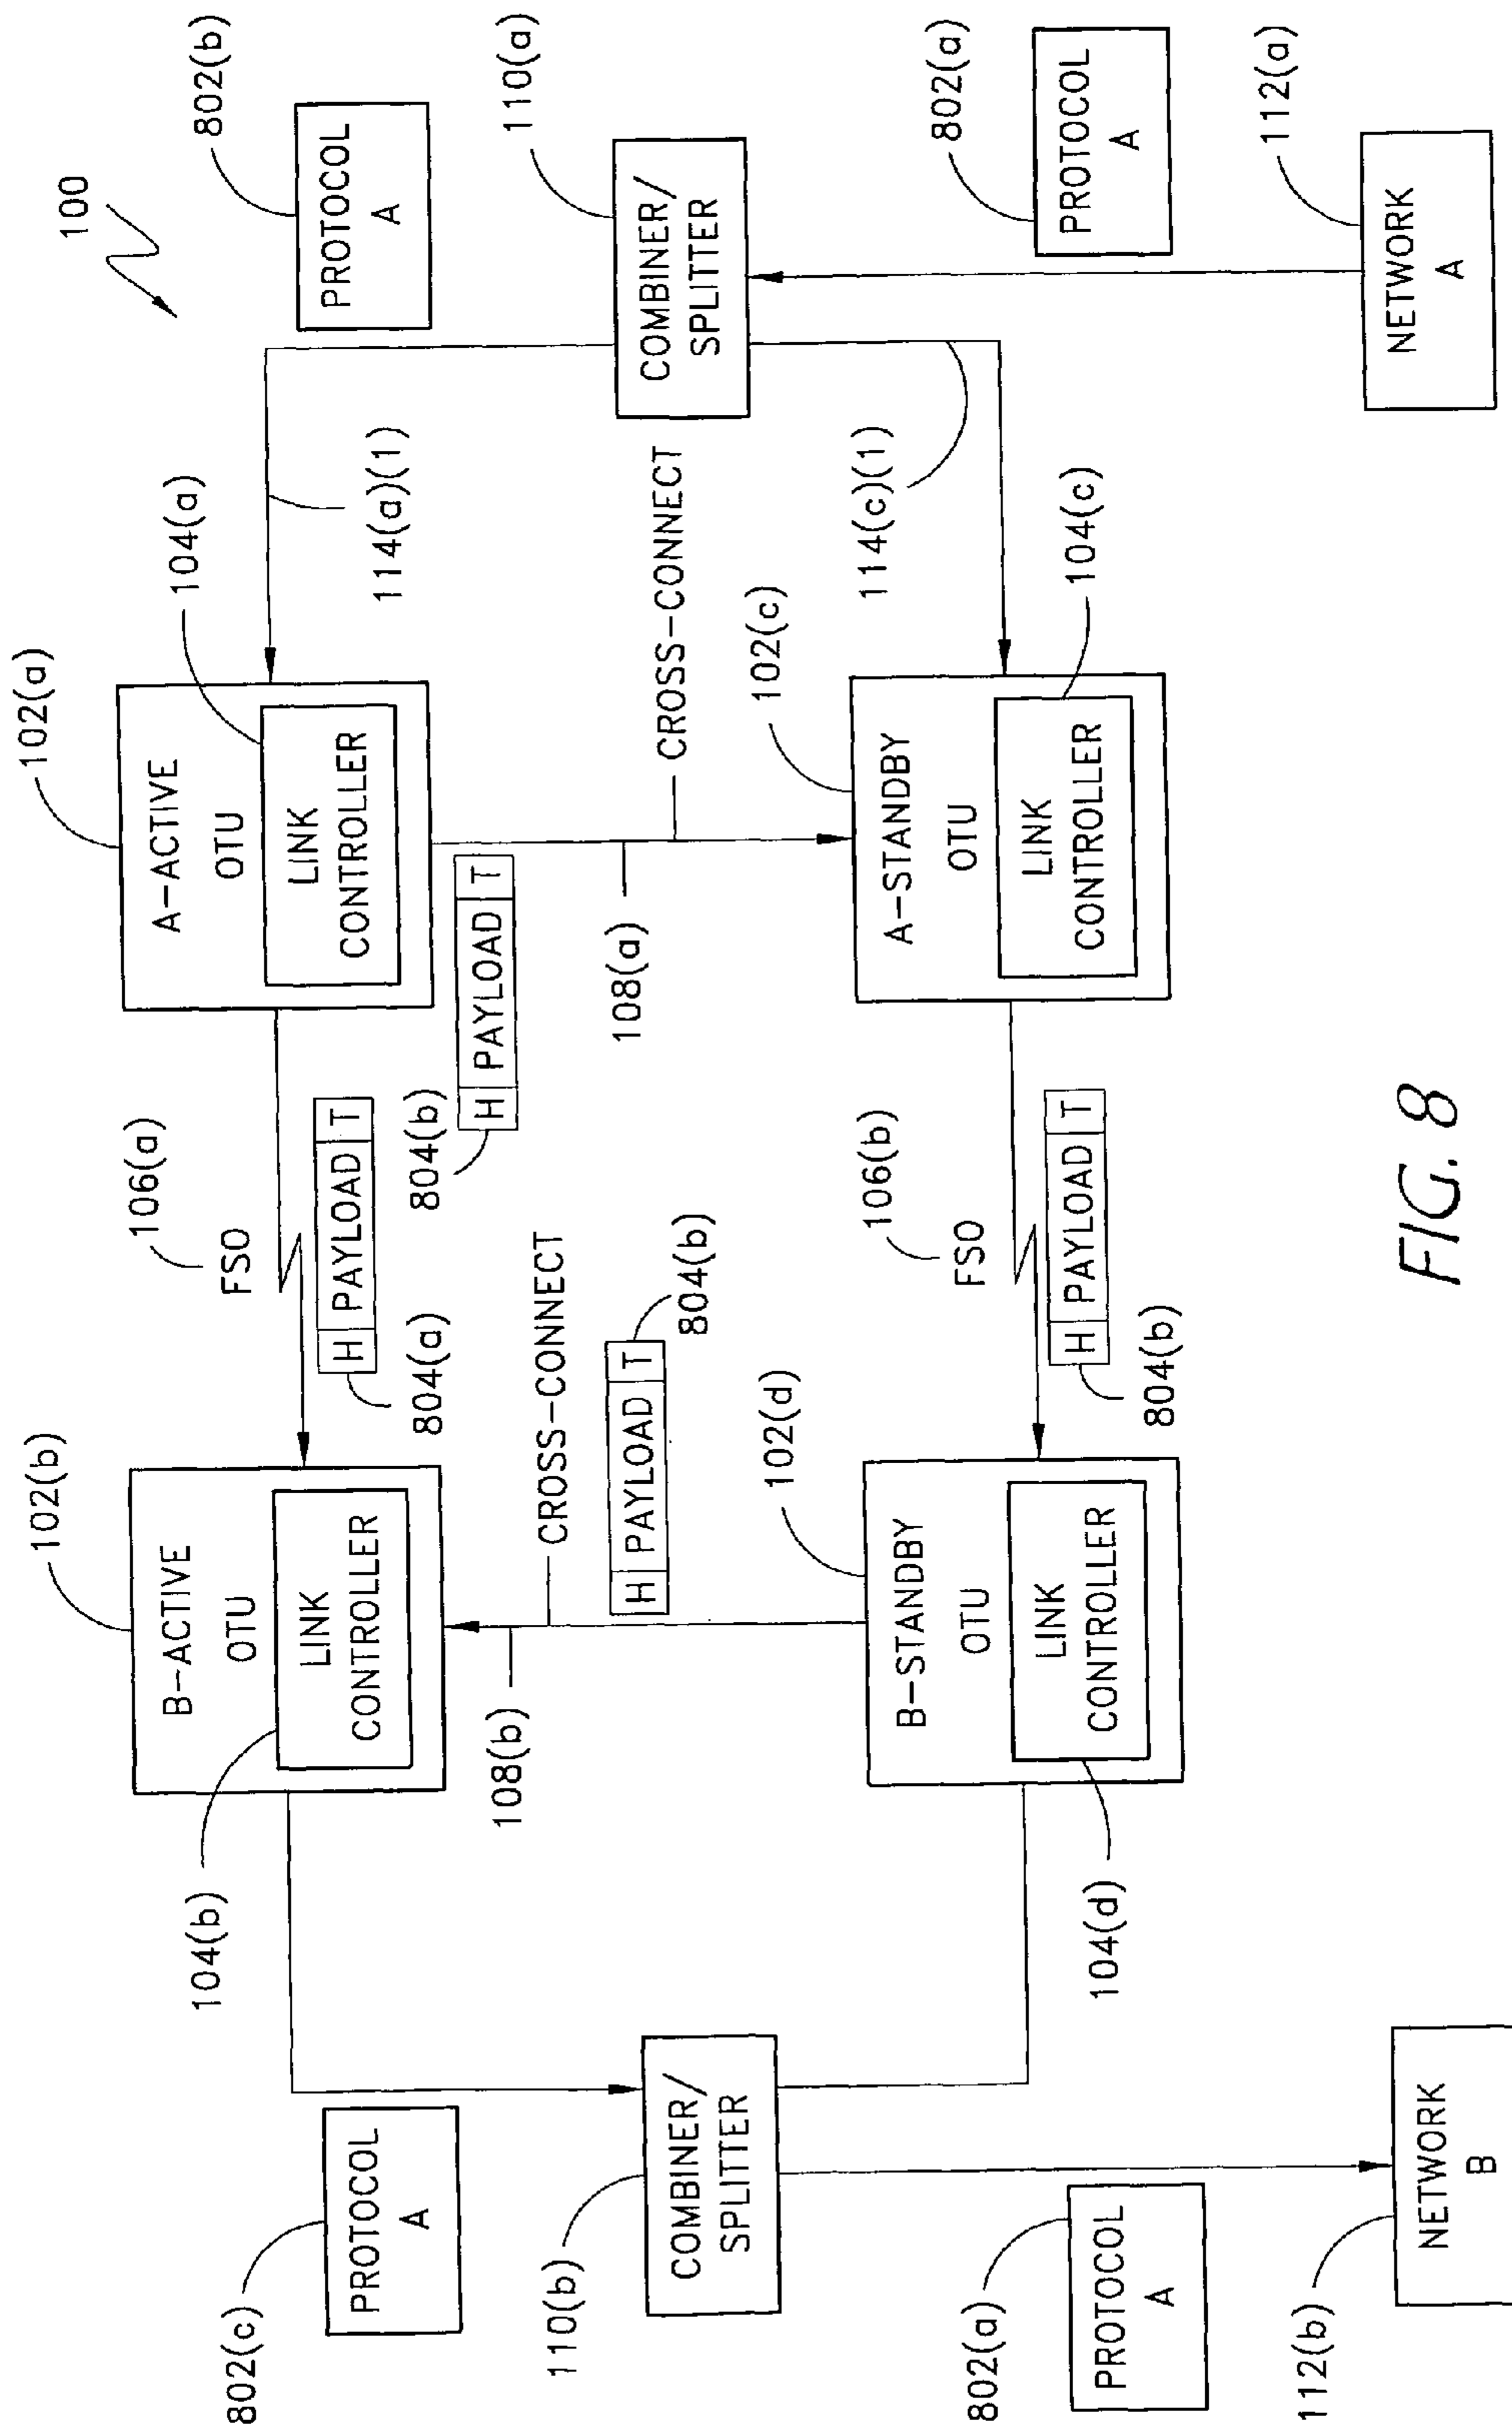 100
802(c)
PROTOCOL
A
104(b)
102(b)
B-ACTIVE
OTU
LINK
CONTROLLER
106(a)
FSO
H PAYLOAD T
804(a)
102(a)
A-ACTIVE
OTU
LINK
CONTROLLER
104(a)
114(a)(1)
802(b)
PROTOCOL
A
110(b)
COMBINER/
SPLITTER
108(b)
CROSS-CONNECT
H PAYLOAD T
804(b)
804(b)
H PAYLOAD T
108(a)
CROSS-CONNECT
110(a)
COMBINER/
SPLITTER
802(a)
PROTOCOL
A
104(d)
102(d)
B-STANDBY
OTU
LINK
CONTROLLER
106(b)
FSO
H PAYLOAD T
804(b)
102(c)
A-STANDBY
OTU
LINK
CONTROLLER
104(c)
114(c)(1)
802(a)
PROTOCOL
A
112(b)
NETWORK
B
112(a)
NETWORK
A
FIG. 8